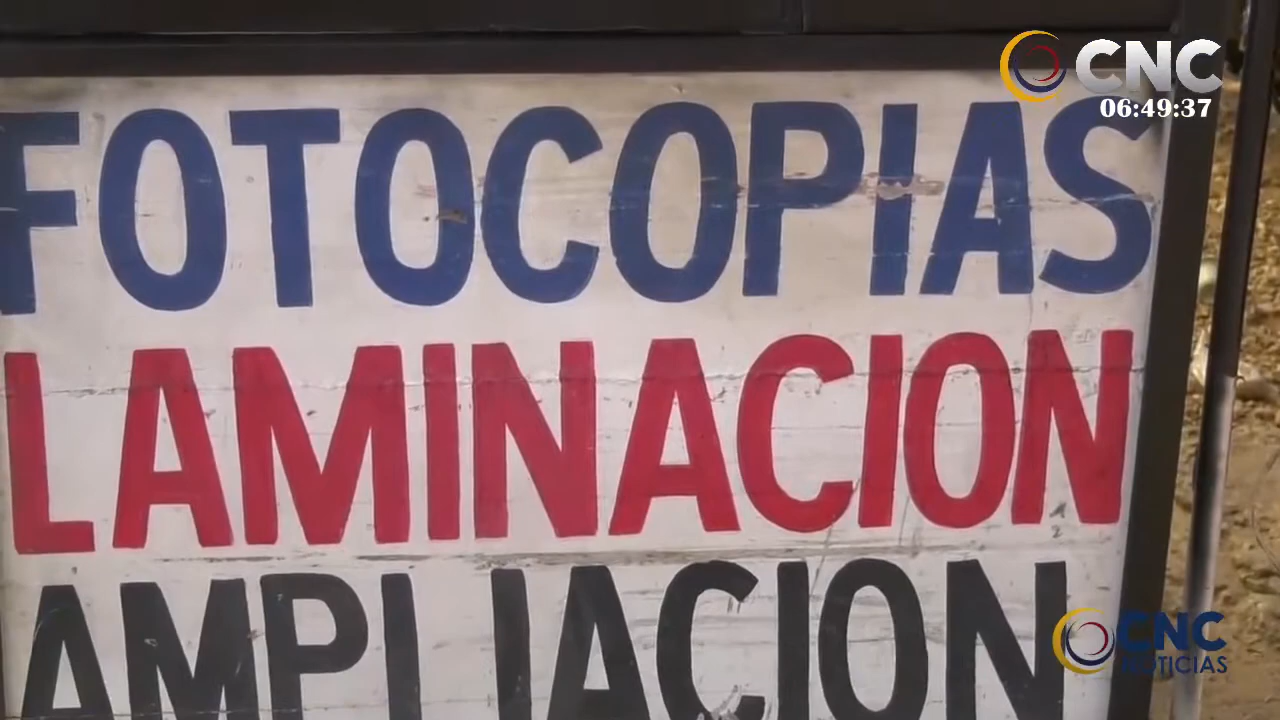 CNC
06:49:37
FOTOCOPIAS
LAMINACION
AMPLIACION
CNC
NOTICIAS